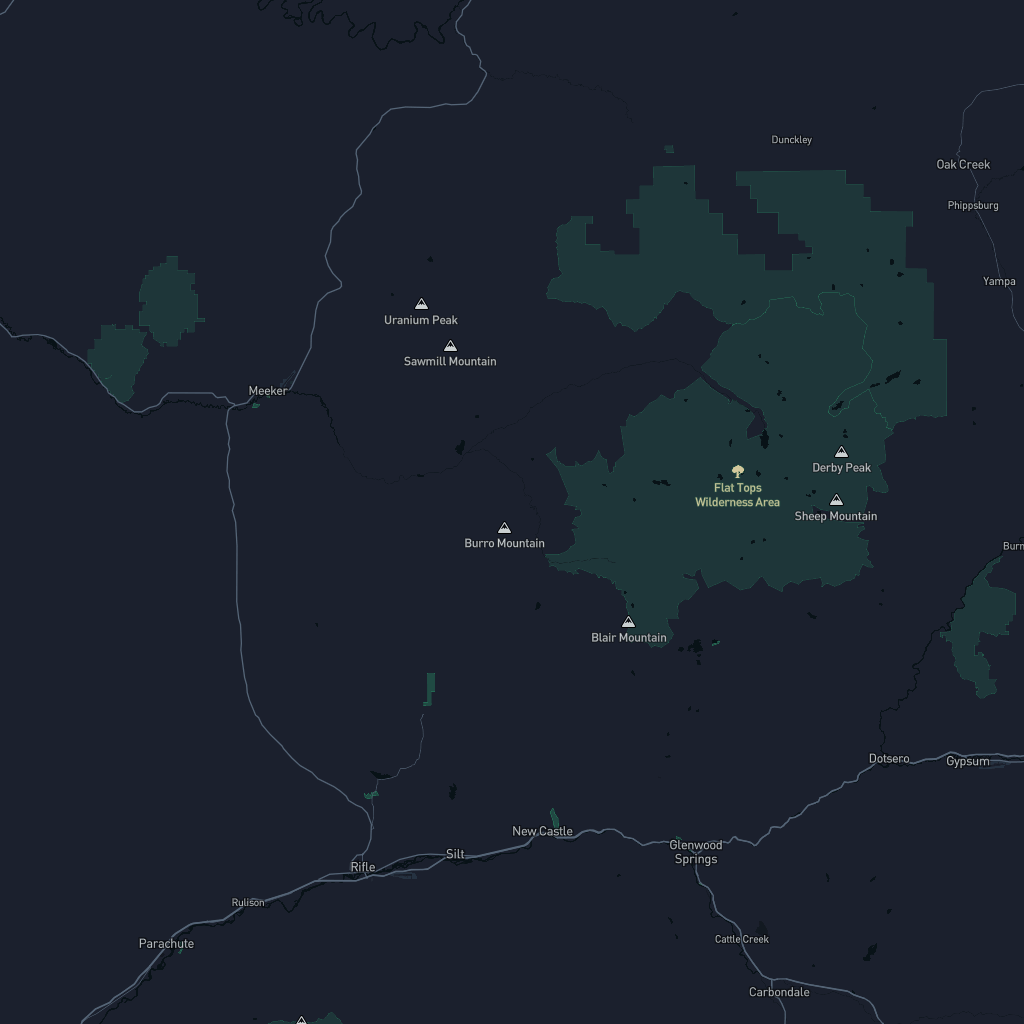 Dunckley
Oak Creek
Phippsburg
Yampa
Uranium Peak
Sawmill Mountain
Meeker
Derby Peak
Flat Tops
Wilderness Area
Sheep Mountain
Burro Mountain
Burn
Blair Mountain
Dotsero
Gypsum
New Castle
Glenwood
Springs
Silt
Rifle
Rulison
Parachute
Cattle Creek
Carbondale